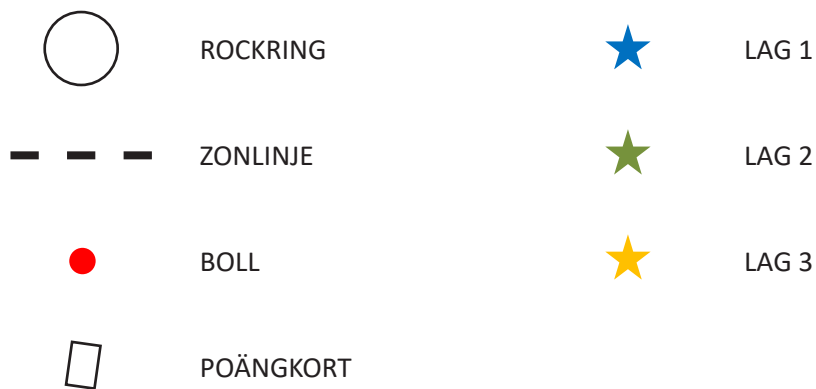 ROCKRING
LAG 1
ZONLINJE
LAG 2
BOLL
LAG 3
POÄNGKORT